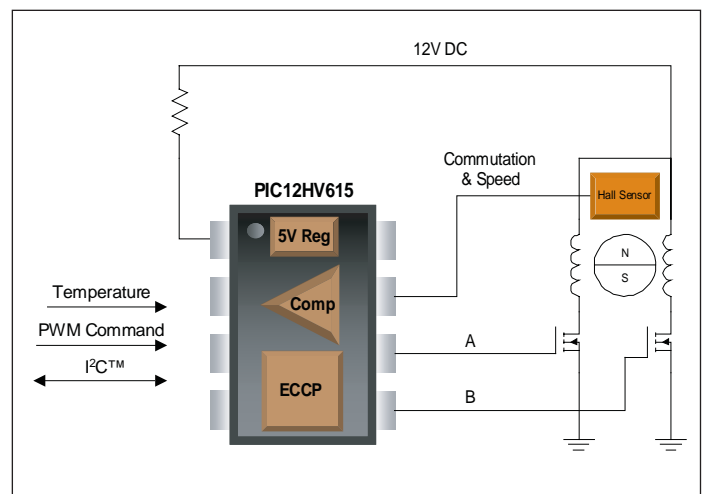 12V DC
Commutation
& Speed
PIC12HV615
Hall Sensor
5V Reg
N
S
Temperature
Comp
PWM Command
A
I²C™
ECCP
B